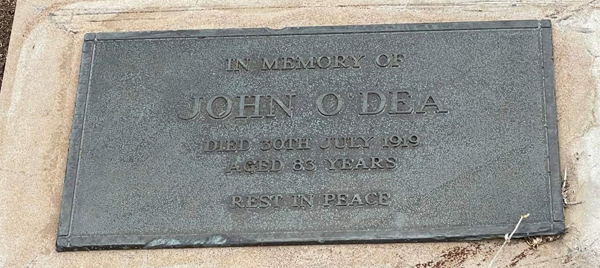 IN MEMORY OF
JOHN O DEA
DIED 30TH JULY 1919
AGED 83 YEARS
REST IN PEACE